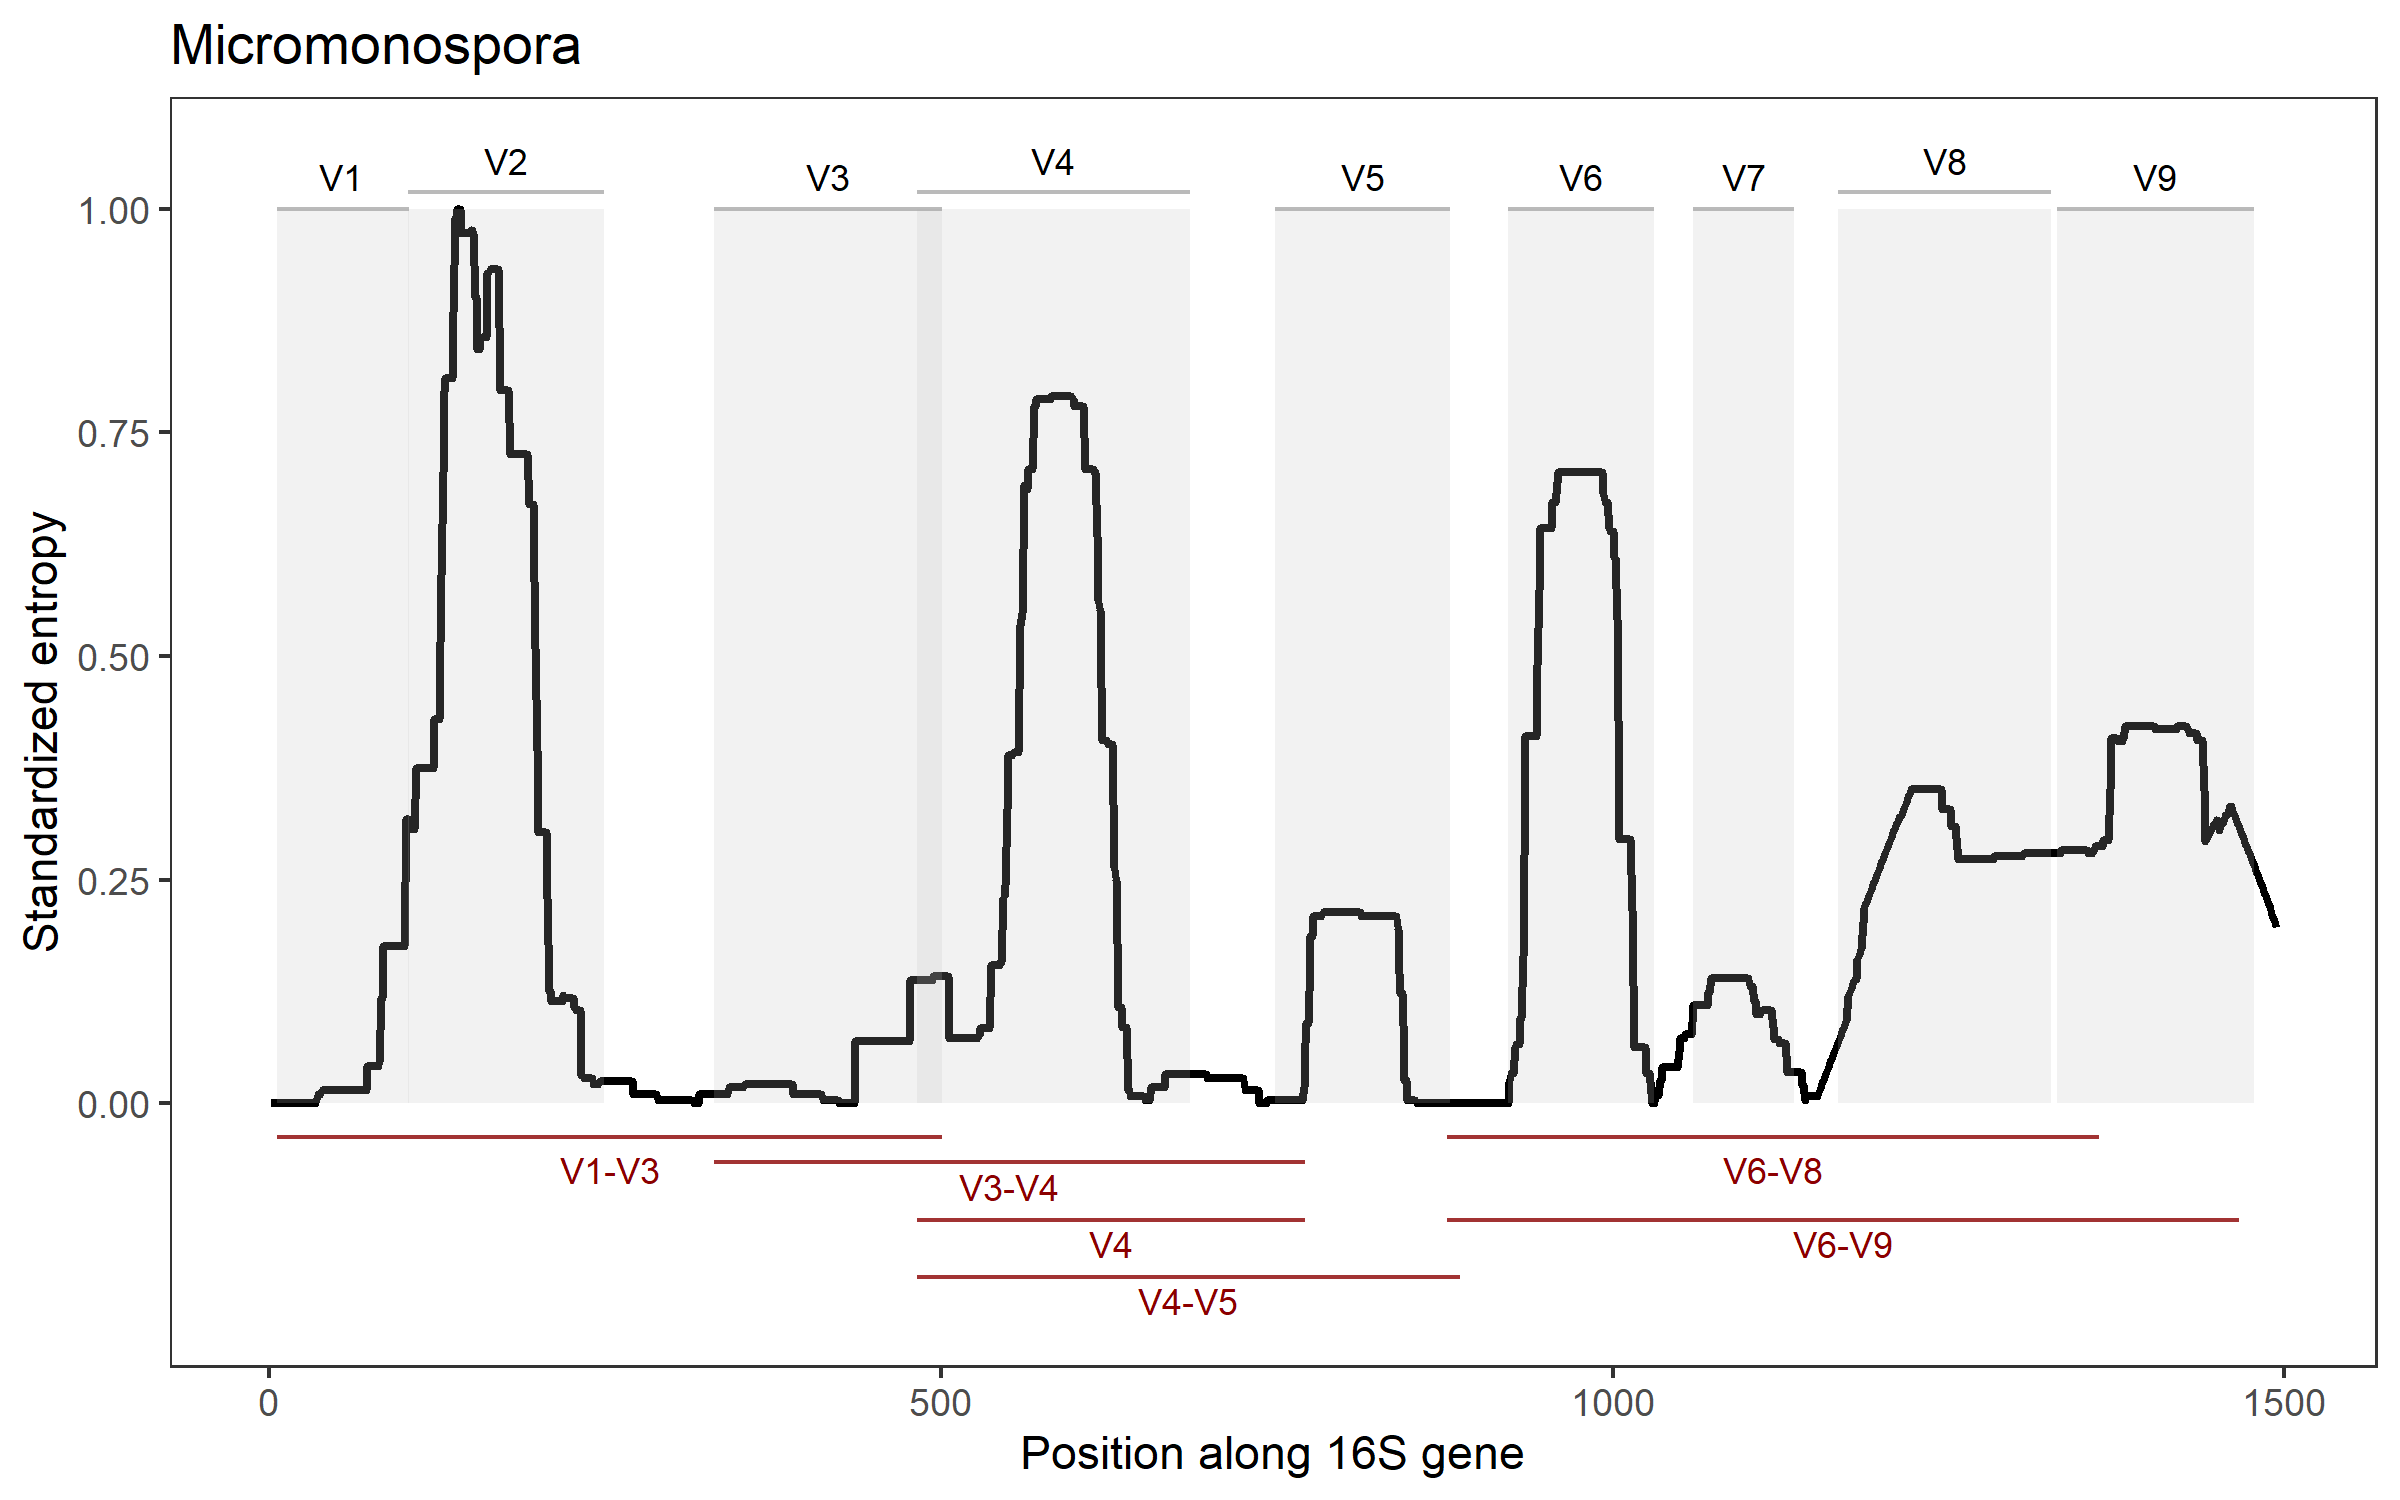 Micromonospora
V1
V2
V3
V4
V5
V6
V7
V8
V9
1.00
0.75
0.50
0.25
0.00
Standardized entropy
V1-V3
V3-V4
V4
V4-V5
V6-V8
V6-V9
0
500
1000
1500
Position along 16S gene